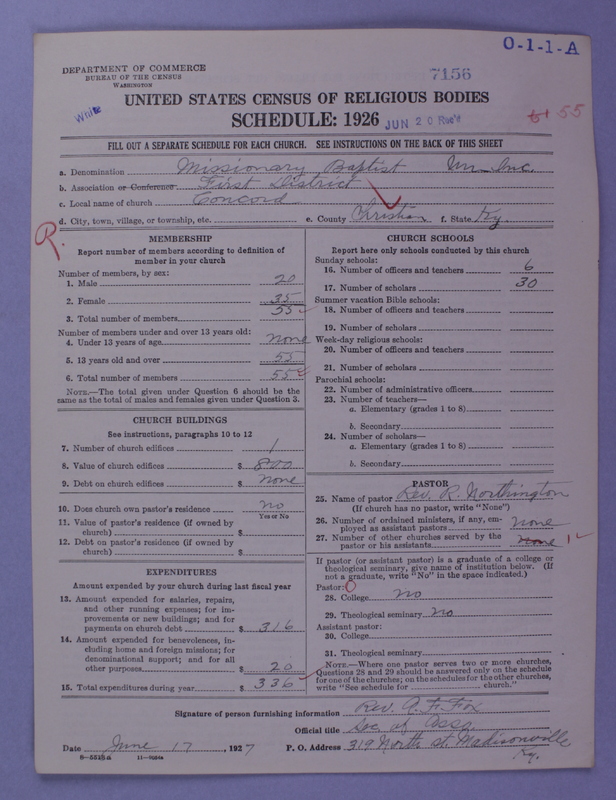 O-1-1-A
DEPARTMENT OF COMMERCE
BUREAU OF THE CENSUS
WASHINGTON
7156
White
UNITED STATES CENSUS OF RELIGIOUS BODIES
SCHEDULE: 1926
JUN 20 Rec'd
61 55
FILL OUT A SEPARATE SCHEDULE FOR EACH CHURCH. SEE INSTRUCTIONS ON THE BACK OF THIS SHEET
a. Denomination Missionary Baptist Un-Inc.
b. Association or Conference First District
c. Local name of church Concord
d. City, town, village, or township, etc. e. County Christian f. State Ky.
R.
MEMBERSHIP
Report number of members according to definition of
member in your church
Number of members, by sex:
1. Male 20
2. Female 35
3. Total number of members 55
Number of members under and over 13 years old:
4. Under 13 years of age none
5. 13 years old and over 55
6. Total number of members 55
NOTE.—The total given under Question 6 should be the
same as the total of males and females given under Question 3.
CHURCH BUILDINGS
See instructions, paragraphs 10 to 12
7. Number of church edifices 1
8. Value of church edifices $ 800
9. Debt on church edifices $ none
10. Does church own pastor's residence no
Yes or No
11. Value of pastor's residence (if owned by
church) $
12. Debt on pastor's residence (if owned by
church) $
EXPENDITURES
Amount expended by your church during last fiscal year
13. Amount expended for salaries, repairs,
and other running expenses; for im-
provements or new buildings; and for
payments on church debt $ 316
14. Amount expended for benevolences, in-
cluding home and foreign missions; for
denominational support; and for all
other purposes $ 20
15. Total expenditures during year $ 336
CHURCH SCHOOLS
Report here only schools conducted by this church
Sunday schools:
16. Number of officers and teachers 6
17. Number of scholars 30
Summer vacation Bible schools:
18. Number of officers and teachers
19. Number of scholars
Week-day religious schools:
20. Number of officers and teachers
21. Number of scholars
Parochial schools:
22. Number of administrative officers
23. Number of teachers—
a. Elementary (grades 1 to 8)
b. Secondary
24. Number of scholars—
a. Elementary (grades 1 to 8)
b. Secondary
PASTOR
25. Name of pastor Rev. R. Northington
(If church has no pastor, write "None")
26. Number of ordained ministers, if any, em-
ployed as assistant pastors none
27. Number of other churches served by the
pastor or his assistants none 1
If pastor (or assistant pastor) is a graduate of a college or
theological seminary, give name of institution below. (If
not a graduate, write "No" in the space indicated.)
Pastor: O
28. College no
29. Theological seminary no
Assistant pastor:
30. College
31. Theological seminary
NOTE.—Where one pastor serves two or more churches,
Questions 28 and 29 should be answered only on the schedule
for one of the churches; on the schedules for the other churches,
write "See schedule for church."
Signature of person furnishing information Rev. A. F. Fox
Official title Sec of Asso.
Date June 17, 1927 P. O. Address 319 North St. Madisonville
Ky.